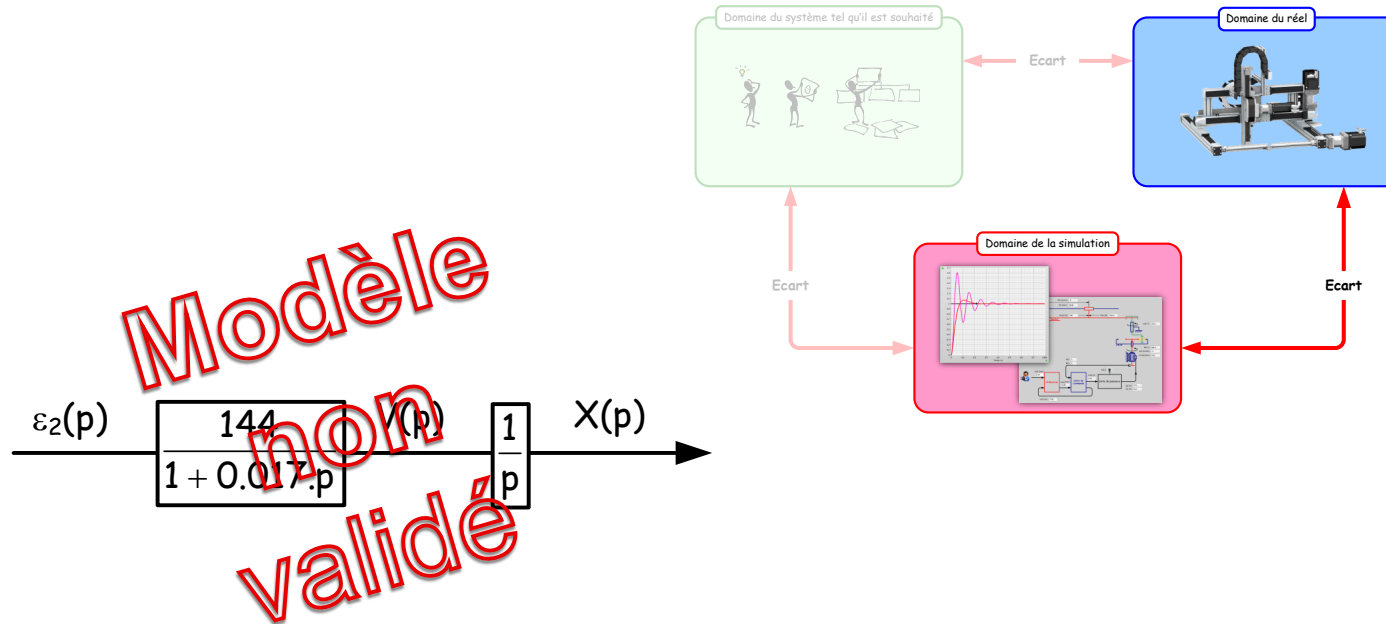 Domaine du système tel qu'il est souhaité
Domaine du réel
Ecart
Domaine de la simulation
Ecart
Ecart
Modèle
non
validé
ε₂(p)
144
1 + 0.017.p
V(p)
1
p
X(p)